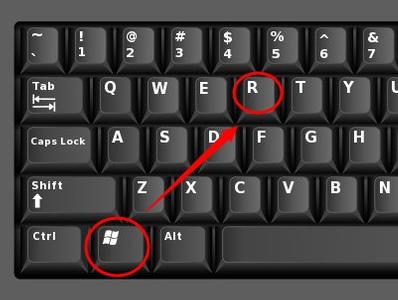 ~ ! @ # $ % ^ &
` 1 2 3 4 5 6 7
Tab Q W E R T Y
Caps Lock A S D F G H
Shift Z X C V B N
Ctrl Alt